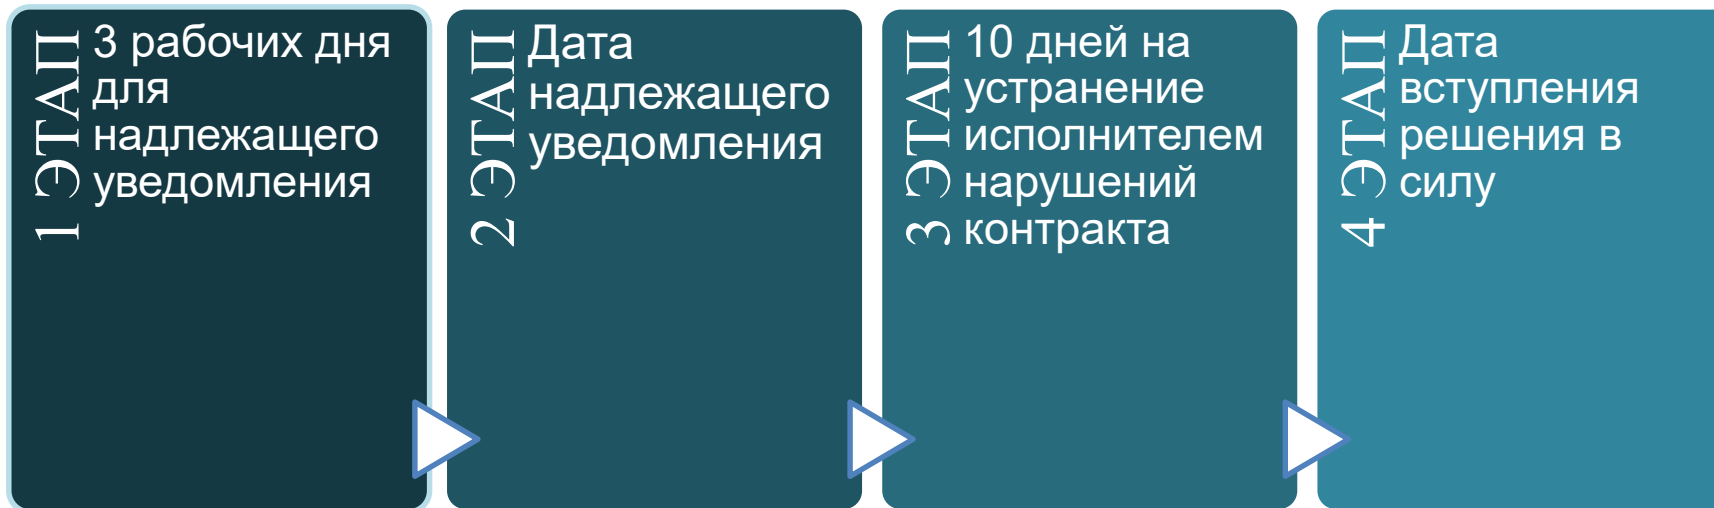 1 ЭТАП
3 рабочих дня
для
надлежащего
уведомления
2 ЭТАП
Дата
надлежащего
уведомления
3 ЭТАП
10 дней на
устранение
исполнителем
нарушений
контракта
4 ЭТАП
Дата
вступления
решения в
силу